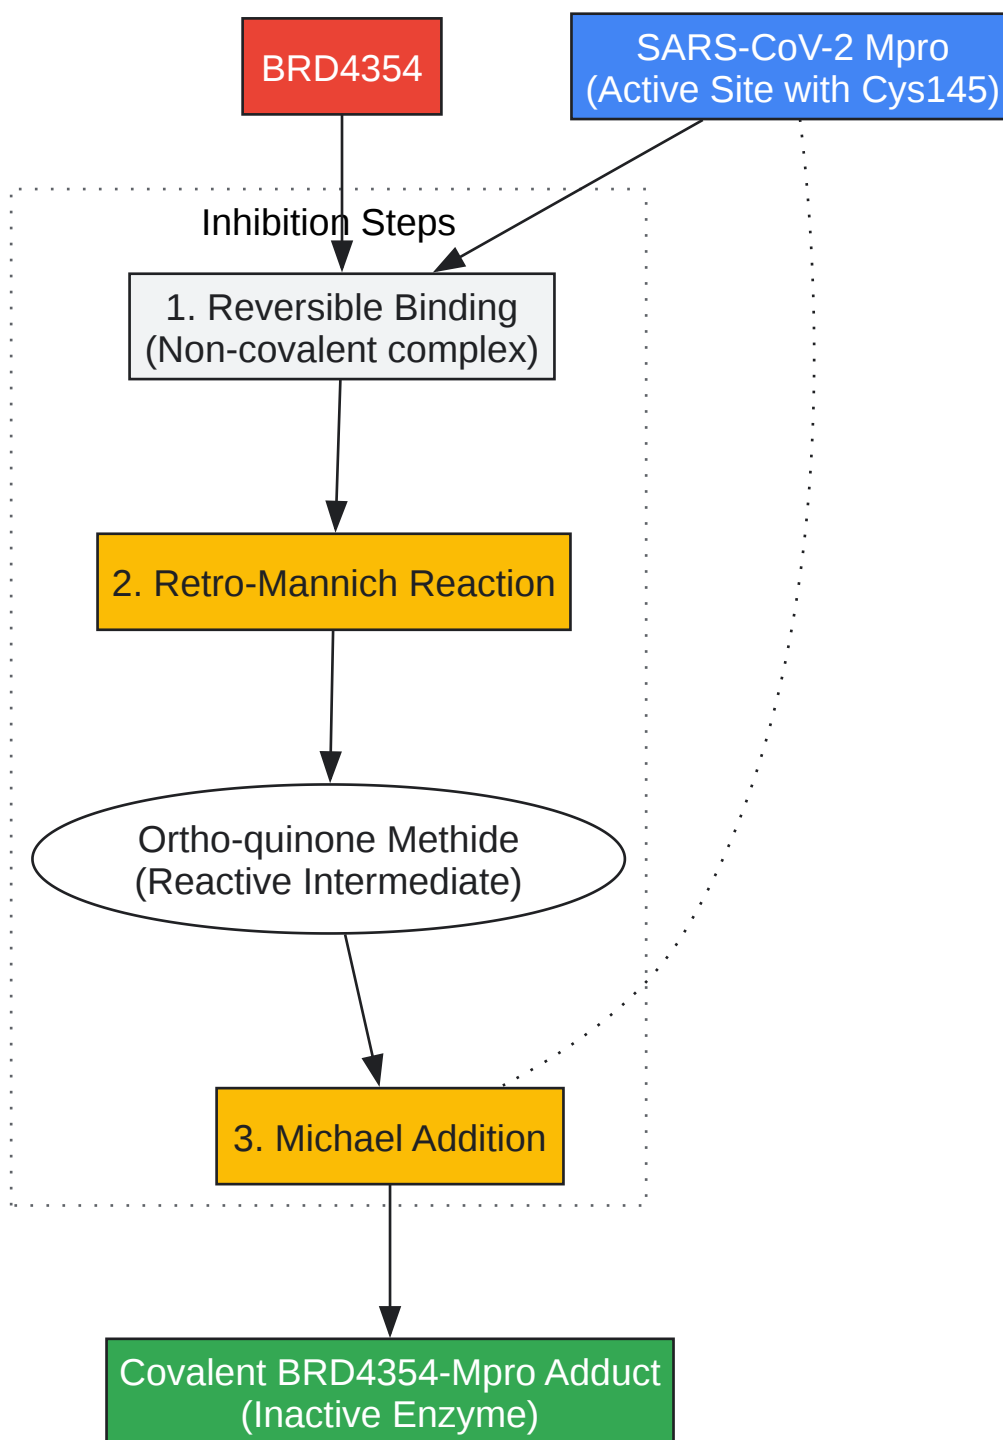 BRD4354
SARS-CoV-2 Mpro
(Active Site with Cys145)
Inhibition Steps
1. Reversible Binding
(Non-covalent complex)
2. Retro-Mannich Reaction
Ortho-quinone Methide
(Reactive Intermediate)
3. Michael Addition
Covalent BRD4354-Mpro Adduct
(Inactive Enzyme)